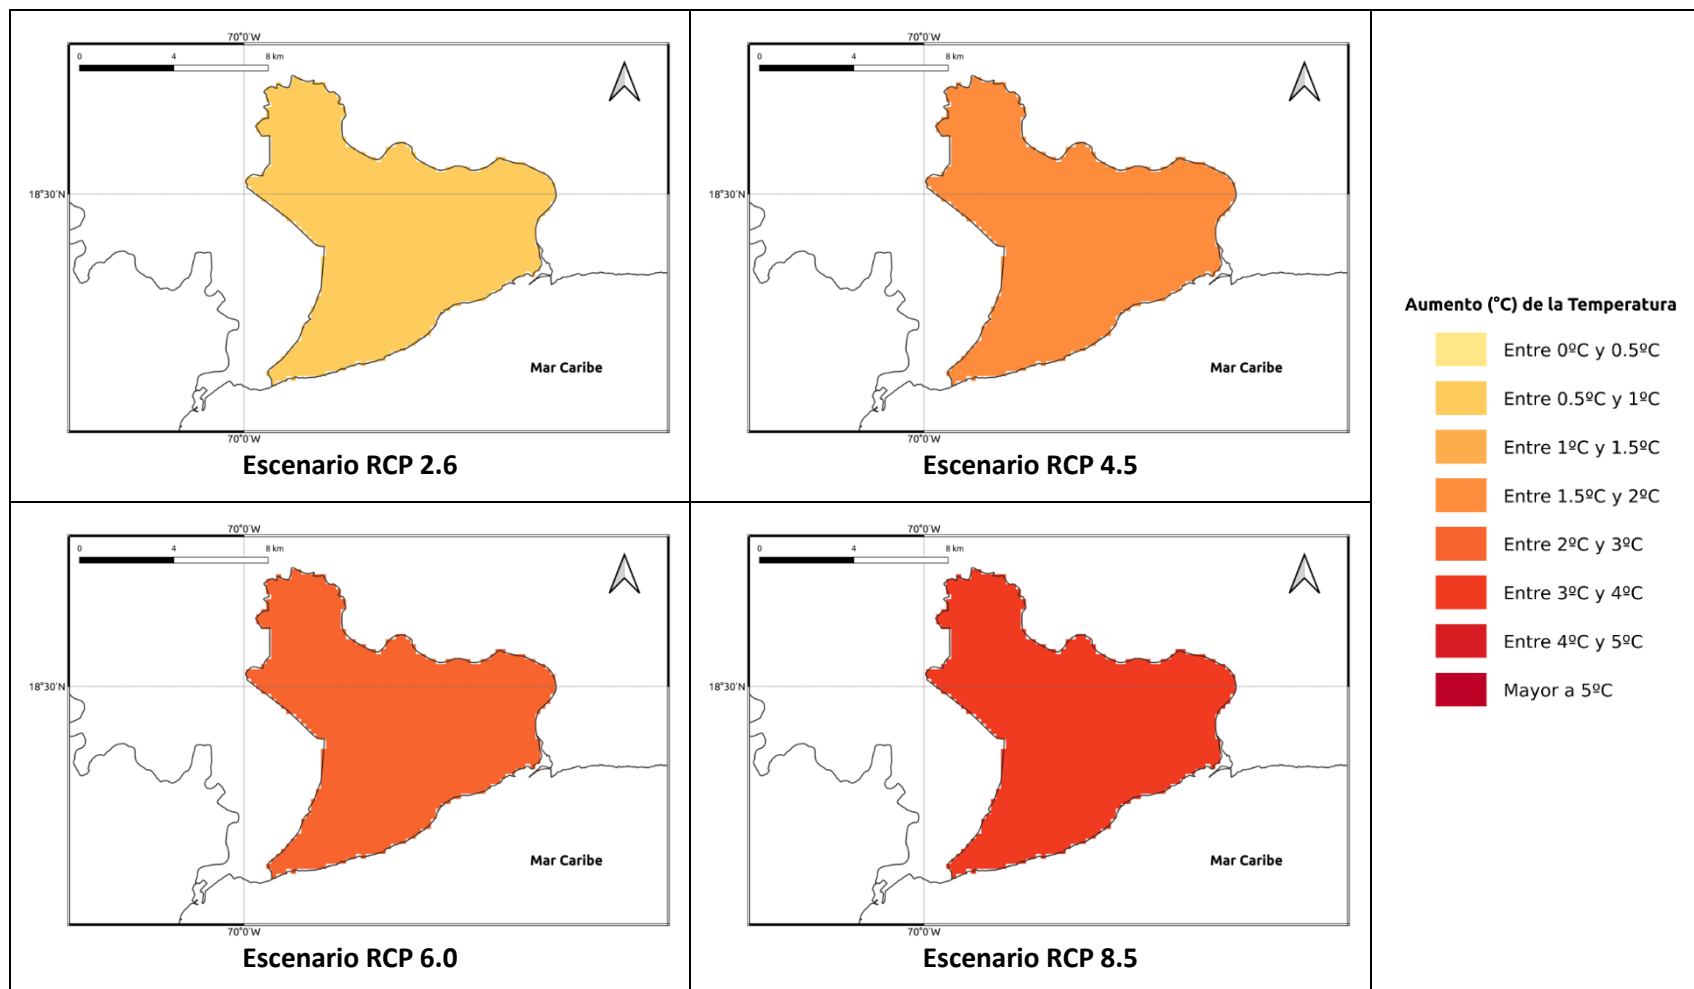 70°0'W
0 4 8 km
18°30'N
Mar Caribe
70°0'W
Escenario RCP 2.6
70°0'W
0 4 8 km
18°30'N
Mar Caribe
70°0'W
Escenario RCP 4.5
70°0'W
0 4 8 km
18°30'N
Mar Caribe
70°0'W
Escenario RCP 6.0
70°0'W
0 4 8 km
18°30'N
Mar Caribe
70°0'W
Escenario RCP 8.5
Aumento (°C) de la Temperatura
Entre 0ºC y 0.5ºC
Entre 0.5ºC y 1ºC
Entre 1ºC y 1.5ºC
Entre 1.5ºC y 2ºC
Entre 2ºC y 3ºC
Entre 3ºC y 4ºC
Entre 4ºC y 5ºC
Mayor a 5ºC